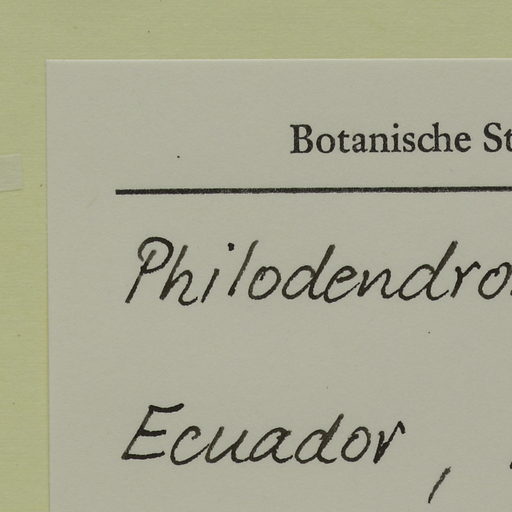 Botanische St
Philodendro
Ecuador,